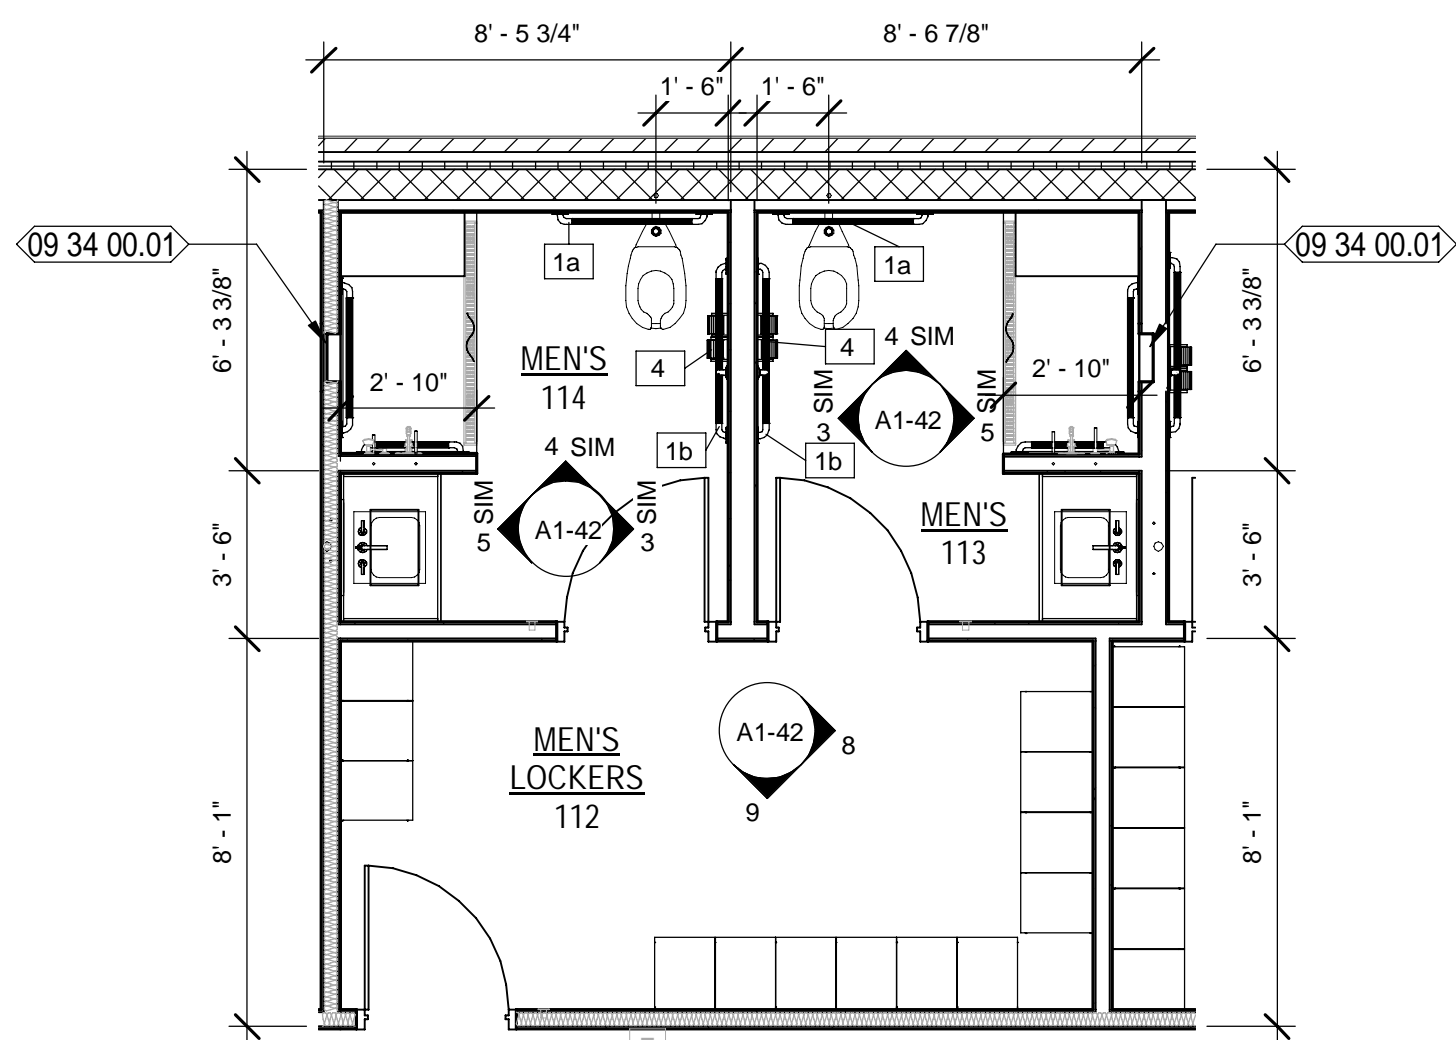 8' - 5 3/4"
8' - 6 7/8"
1' - 6"
1' - 6"
09 34 00.01
09 34 00.01
1a
1a
6' - 3 3/8"
6' - 3 3/8"
4
4
MEN'S
114
2' - 10"
2' - 10"
4 SIM
SIM
3
A1-42
SIM
5
1b
1b
4 SIM
5 SIM
A1-42
SIM
3
MEN'S
113
3' - 6"
3' - 6"
MEN'S
LOCKERS
112
A1-42
8
9
8' - 1"
8' - 1"